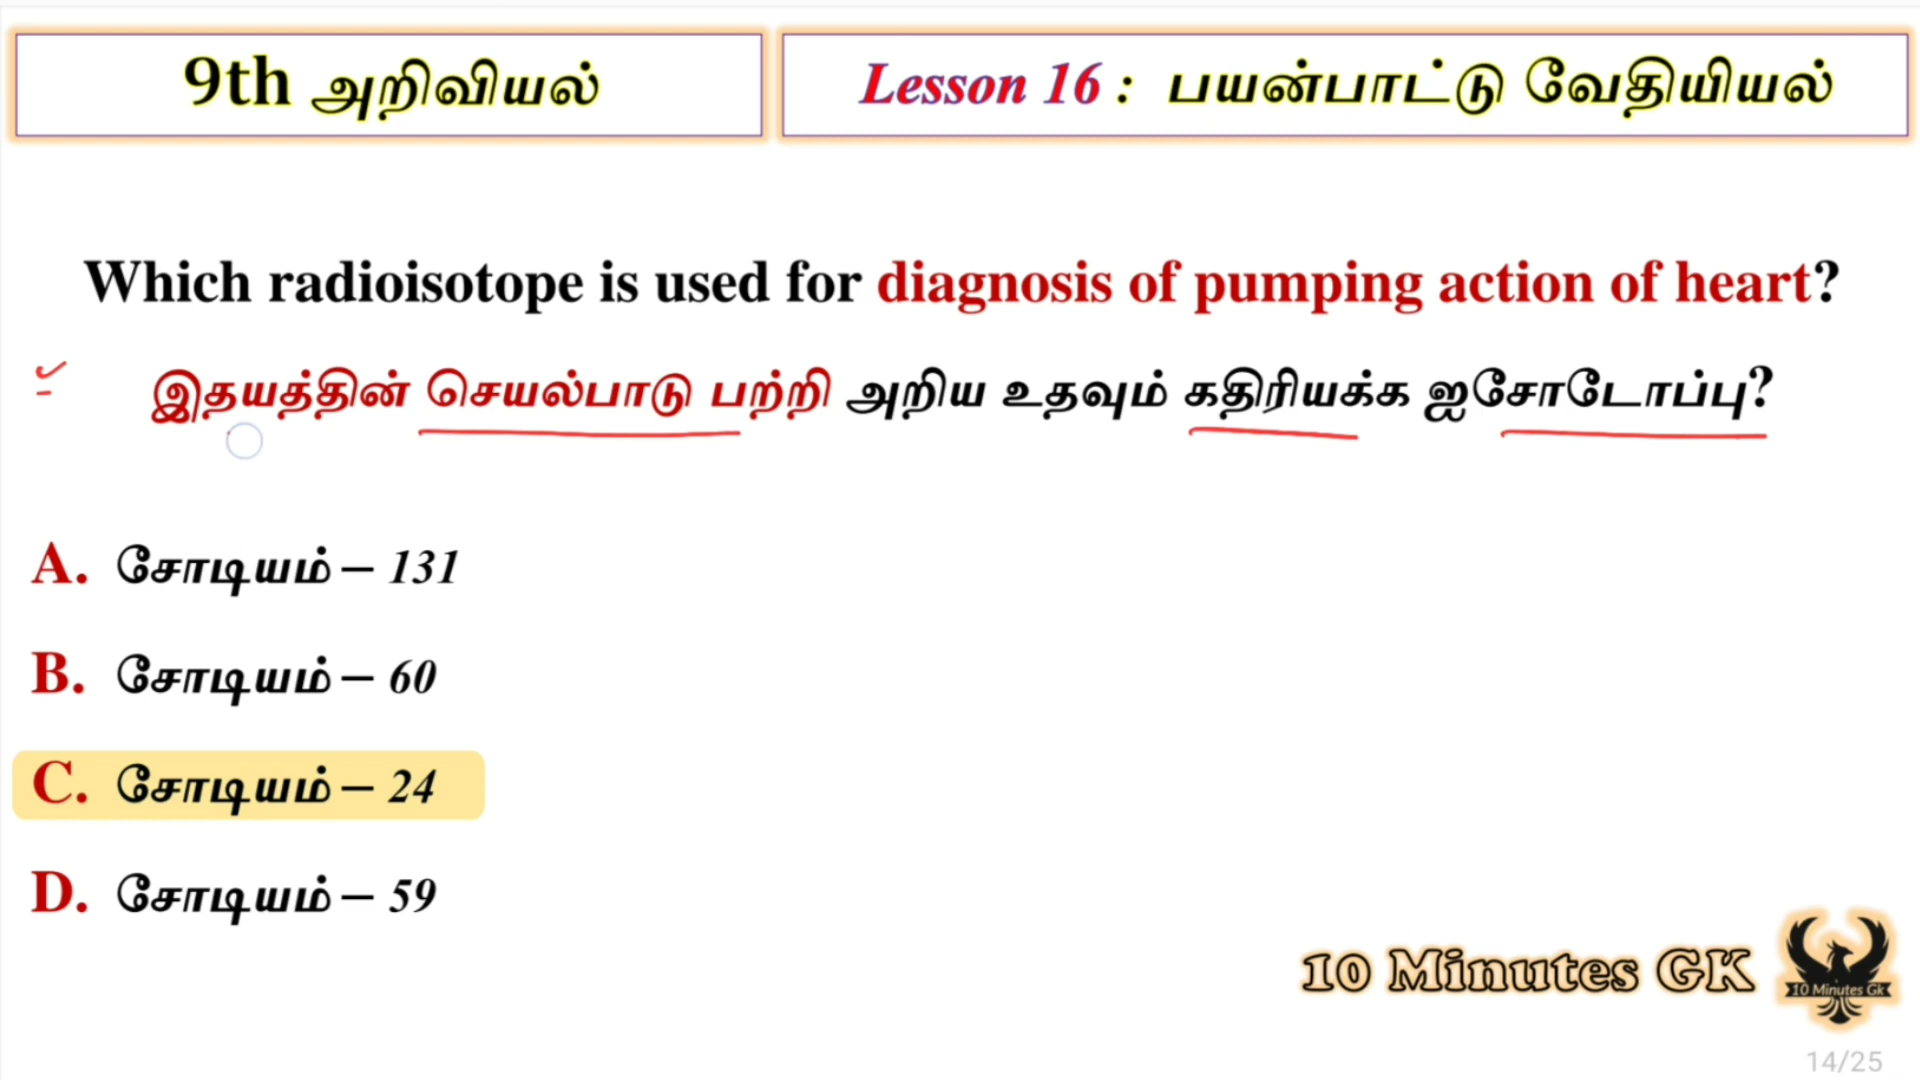 9th அறிவியல்
Lesson 16 : பயன்பாட்டு வேதியியல்
Which radioisotope is used for diagnosis of pumping action of heart?
இதயத்தின் செயல்பாடு பற்றி அறிய உதவும் கதிரியக்க ஐசோடோப்பு?
A. சோடியம் – 131
B. சோடியம் – 60
C. சோடியம் – 24
D. சோடியம் – 59
10 Minutes GK
10 Minutes Gk
14/25